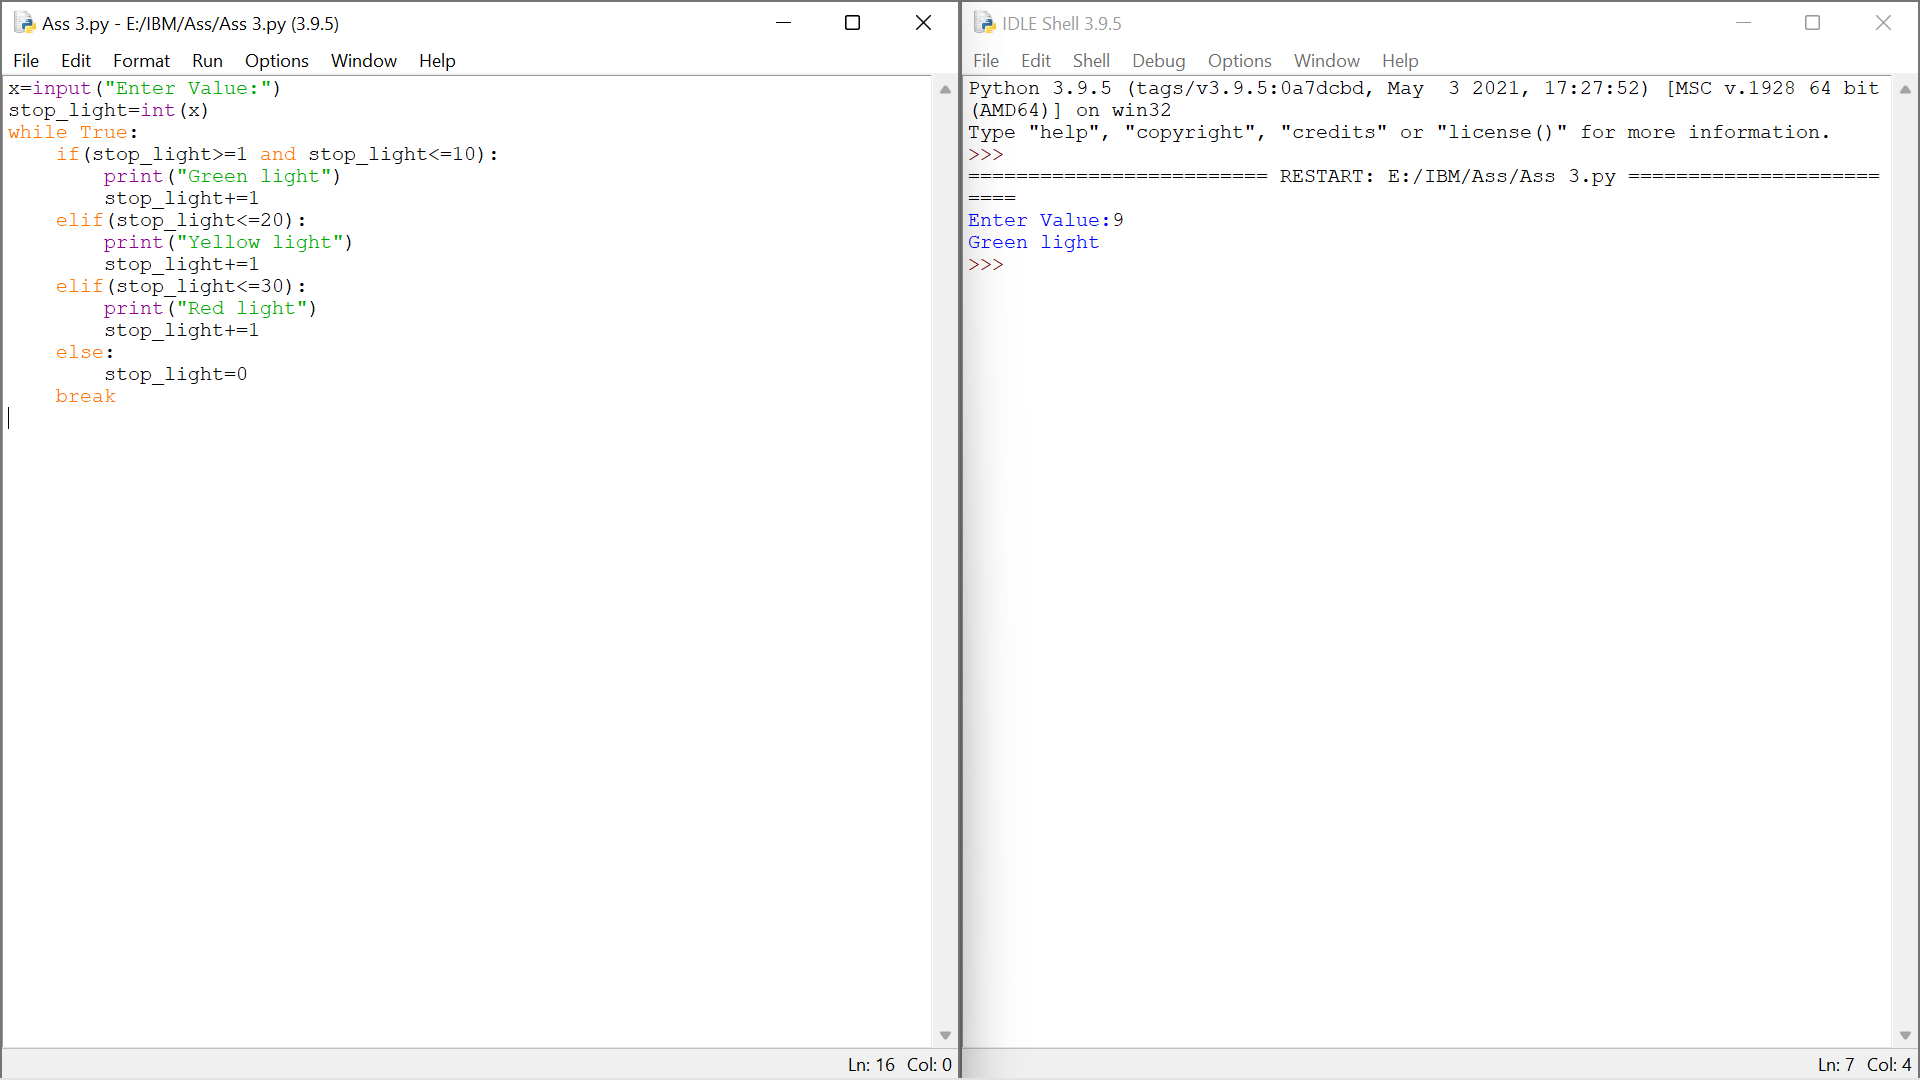 Ass 3.py - E:/IBM/Ass/Ass 3.py (3.9.5)
File Edit Format Run Options Window Help
x=input("Enter Value:")
stop_light=int(x)
while True:
    if(stop_light>=1 and stop_light<=10):
        print("Green light")
        stop_light+=1
    elif(stop_light<=20):
        print("Yellow light")
        stop_light+=1
    elif(stop_light<=30):
        print("Red light")
        stop_light+=1
    else:
        stop_light=0
    break
Ln: 16 Col: 0
IDLE Shell 3.9.5
File Edit Shell Debug Options Window Help
Python 3.9.5 (tags/v3.9.5:0a7dcbd, May  3 2021, 17:27:52) [MSC v.1928 64 bit
(AMD64)] on win32
Type "help", "copyright", "credits" or "license()" for more information.
>>>
========================= RESTART: E:/IBM/Ass/Ass 3.py =====================
====
Enter Value:9
Green light
>>>
Ln: 7 Col: 4